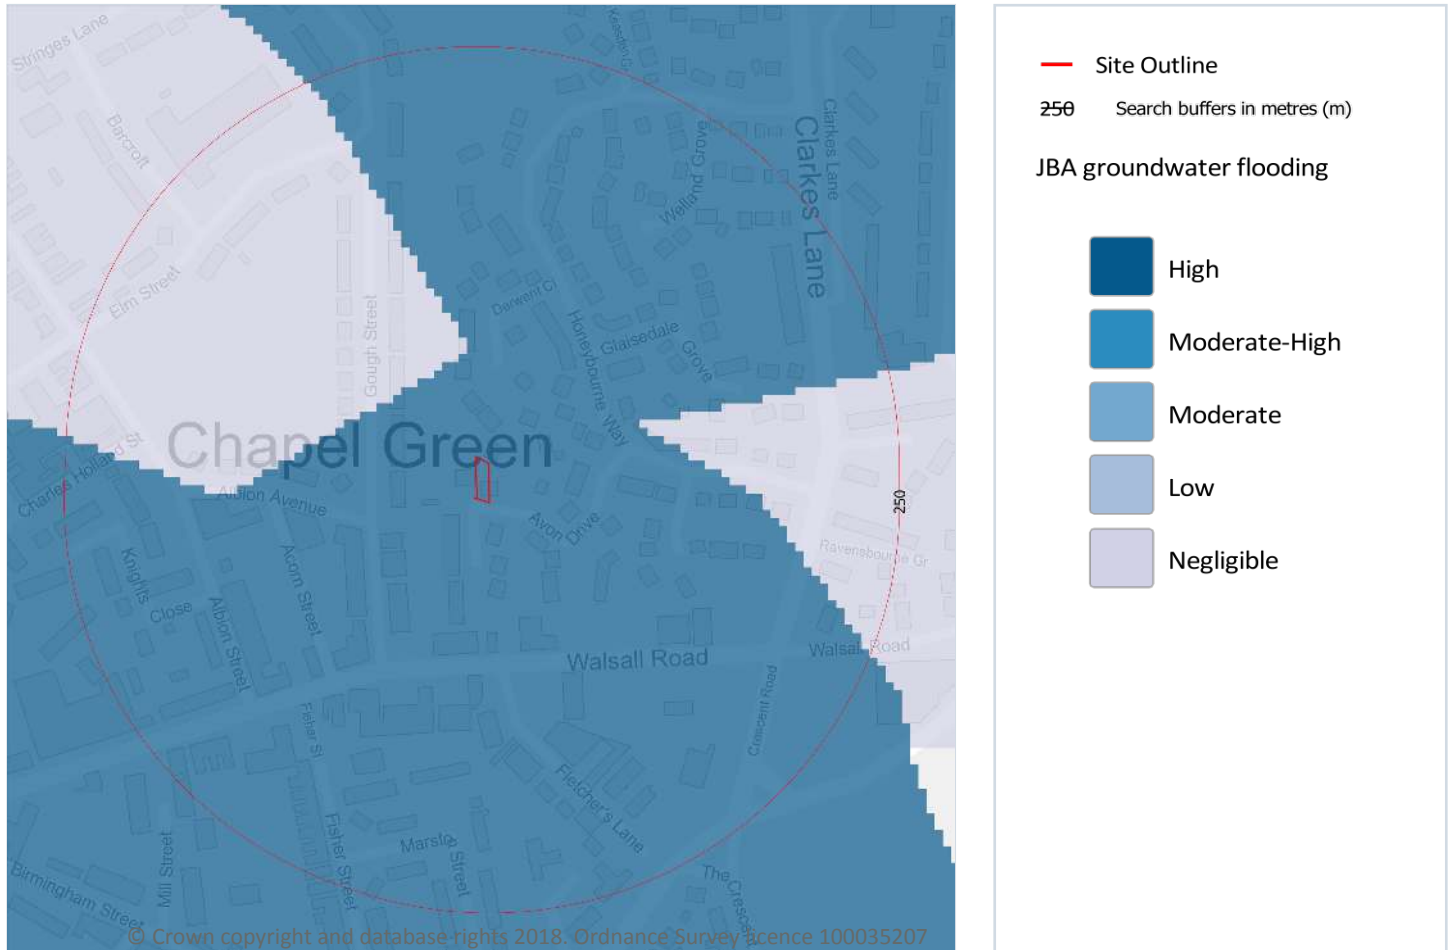 Stringes Lane
Keasdon Gr
Barcroft
Clarkes Lane
Clarkes Lane
Welland Grove
Elm Street
Derwent Cl
Gough Street
Honeybourne Way
Glaisedale
Grove
Chapel Green
Charles Holland St
Albion Avenue
250
Avon Drive
Ravensbourne Gr
Knights
Close
Acorn Street
Albion Street
Walsall Road
Walsall Road
Crescent Road
Fisher St
Fletcher's Lane
Fisher Street
Marston Street
Mill Street
Birmingham Street
The Crescent
© Crown copyright and database rights 2018. Ordnance Survey licence 100035207
Site Outline
250 Search buffers in metres (m)
JBA groundwater flooding
High
Moderate-High
Moderate
Low
Negligible